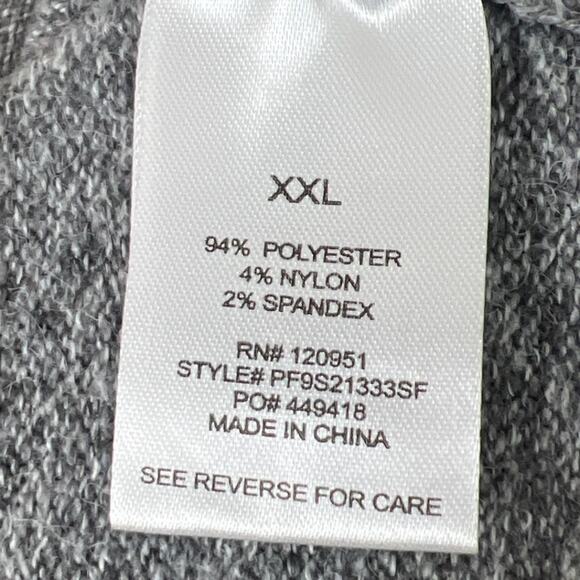 XXL
94% POLYESTER
4% NYLON
2% SPANDEX
RN# 120951
STYLE# PF9S21333SF
PO# 449418
MADE IN CHINA
SEE REVERSE FOR CARE